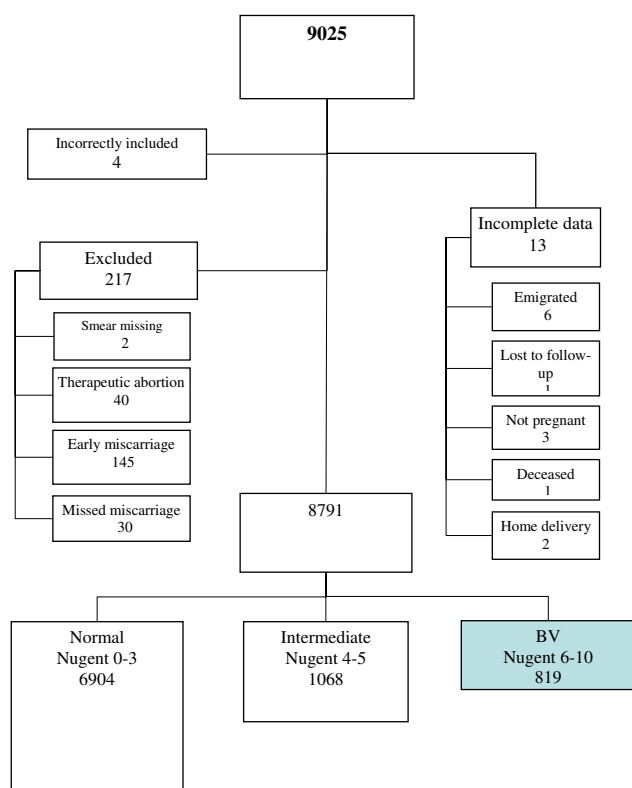 9025
Incorrectly included
4
Incomplete data
13
Excluded
217
Smear missing
2
Therapeutic abortion
40
Early miscarriage
145
Missed miscarriage
30
Emigrated
6
Lost to follow-
up
1
Not pregnant
3
Deceased
1
Home delivery
2
8791
Normal
Nugent 0-3
6904
Intermediate
Nugent 4-5
1068
BV
Nugent 6-10
819